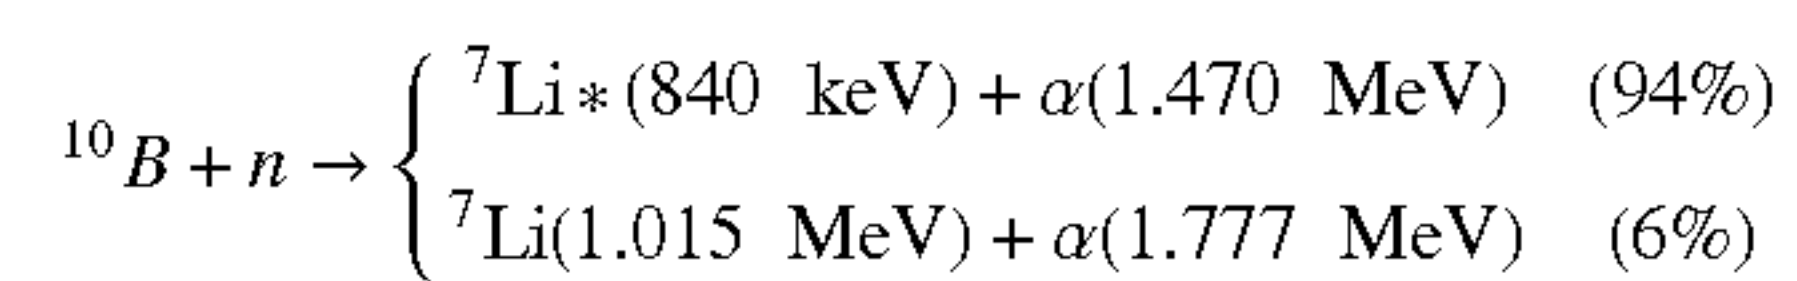 ⁷Li∗(840 keV) + α(1.470 MeV) (94%)
¹⁰B + n → {
⁷Li(1.015 MeV) + α(1.777 MeV) (6%)